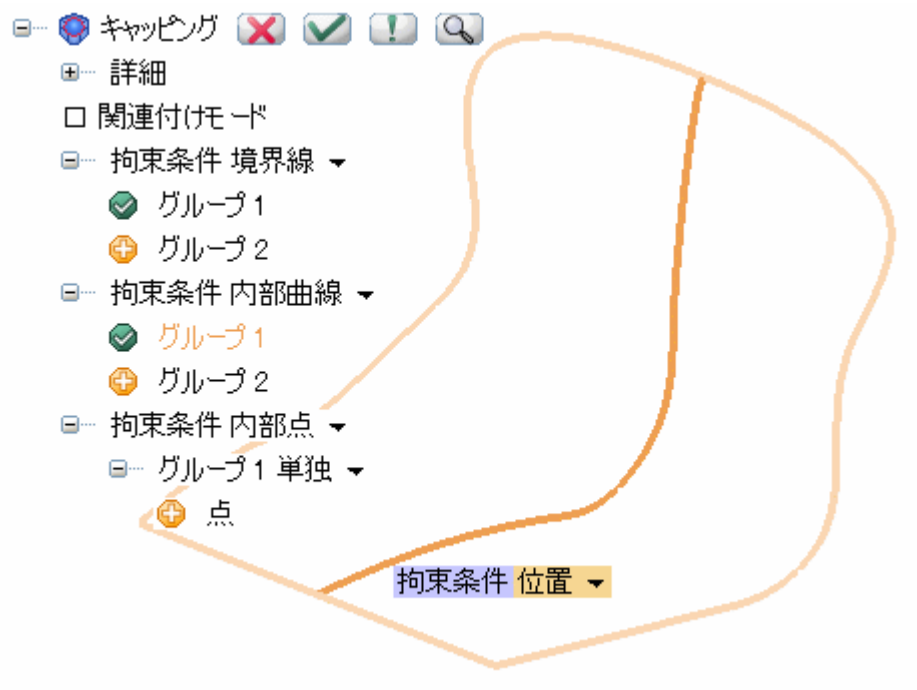 キャッピング
詳細
関連付けモード
拘束条件 境界線
グループ 1
グループ 2
拘束条件 内部曲線
グループ 1
グループ 2
拘束条件 内部点
グループ 1 単独
点
拘束条件 位置